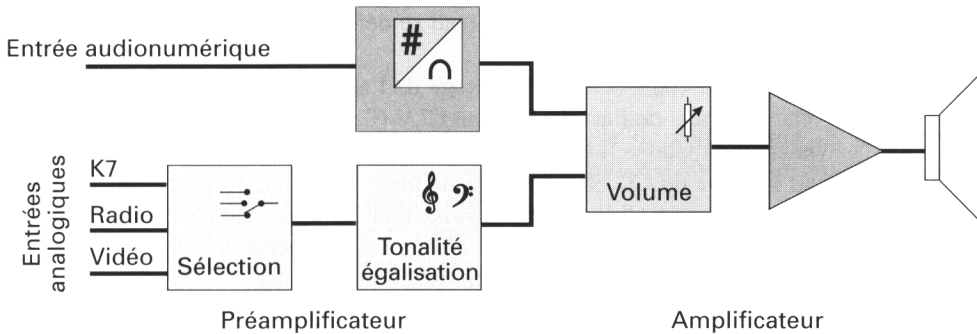 Entrée audionumérique
#
Entrées
analogiques
K7
Radio
Vidéo
Sélection
Tonalité
égalisation
Volume
Préamplificateur
Amplificateur